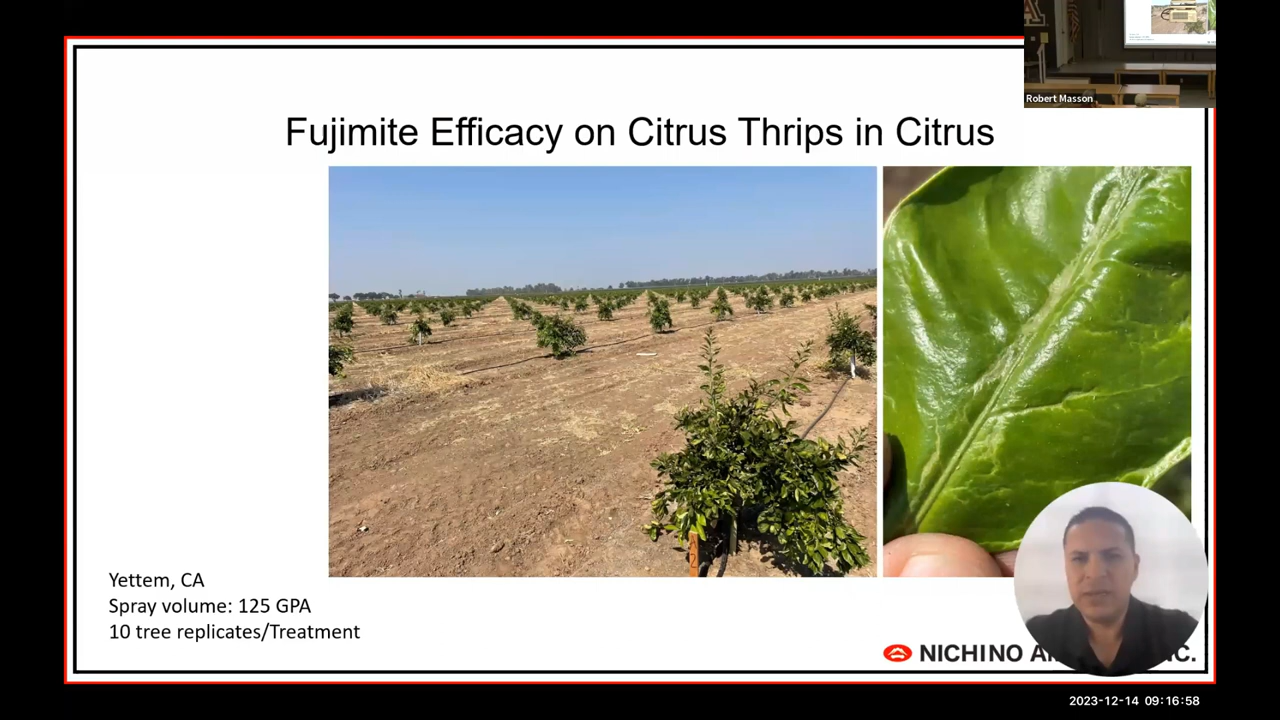 Robert Masson
Fujimite Efficacy on Citrus Thrips in Citrus
Yettem, CA
Spray volume: 125 GPA
10 tree replicates/Treatment
NICHINO
2023-12-14 09:16:58